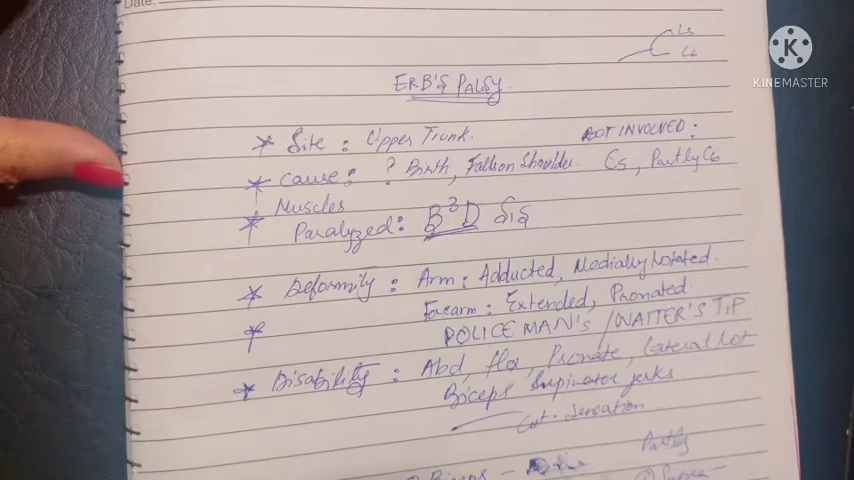 Date:
C5
C6
K
KINEMASTER
ERB'S PALSY
* Site : Upper Trunk. ROOT INVOLVED :
* Cause : ? Birth, Fall on Shoulder. C5, Partly C6
* Muscles
Paralyzed : B³D SIS
* Deformity : Arm : Adducted, Medially rotated.
* Forearm : Extended, Pronated
POLICE MAN'S / WAITER'S TIP
* Disability : Abd, flex, Pronate, lateral Rot
Biceps Supinator jerks.
Cut. Sensation
Partly
Biceps -
Supra -